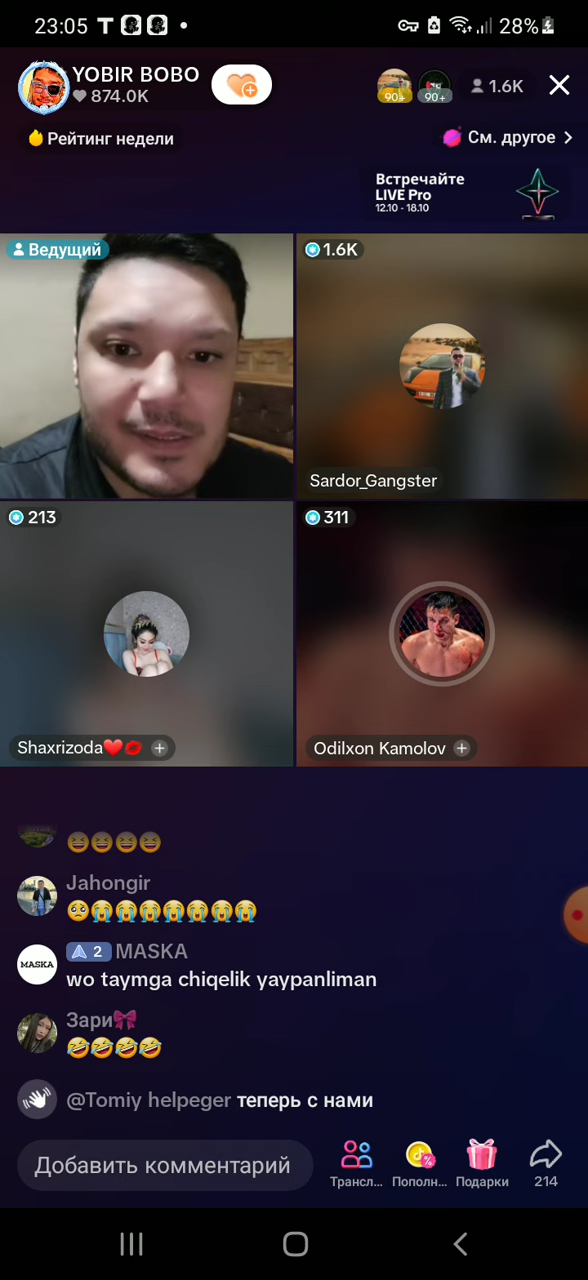 23:05
28%
YOBIR BOBO
874.0K
90+
90+
1.6K
Рейтинг недели
См. другое
Встречайте
LIVE Pro
12.10 - 18.10
Ведущий
1.6K
Sardor_Gangster
213
311
Shaxrizoda❤️💋
Odilxon Kamolov
😆😆😆😆
Jahongir
🥺😭😭😭😭😭😭😭
2 MASKA
MASKA
wo taymga chiqelik yaypanliman
Зари🎀
🤣🤣🤣🤣
@Tomiy helpeger теперь с нами
Добавить комментарий
Трансл...
Пополн...
Подарки
214